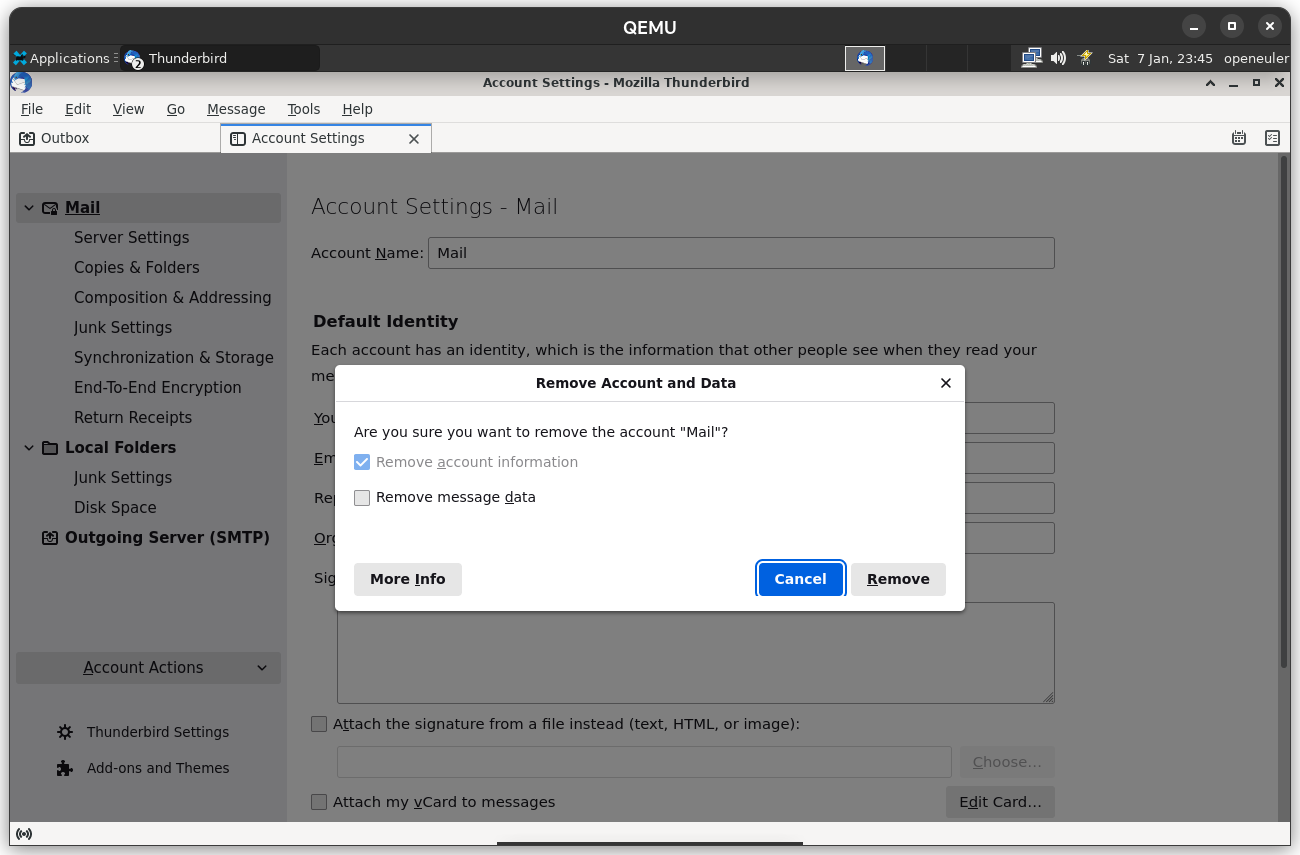 QEMU
Applications Thunderbird Sat 7 Jan, 23:45 openeuler
2
Account Settings - Mozilla Thunderbird
File Edit View Go Message Tools Help
Outbox Account Settings
Mail
Server Settings
Copies & Folders
Composition & Addressing
Junk Settings
Synchronization & Storage
End-To-End Encryption
Return Receipts
Local Folders
Junk Settings
Disk Space
Outgoing Server (SMTP)
Account Actions
Thunderbird Settings
Add-ons and Themes
Account Settings - Mail
Account Name: Mail
Default Identity
Each account has an identity, which is the information that other people see when they read your
Remove Account and Data
Are you sure you want to remove the account "Mail"?
Remove account information
Remove message data
More Info Cancel Remove
Attach the signature from a file instead (text, HTML, or image):
Choose...
Attach my vCard to messages Edit Card...